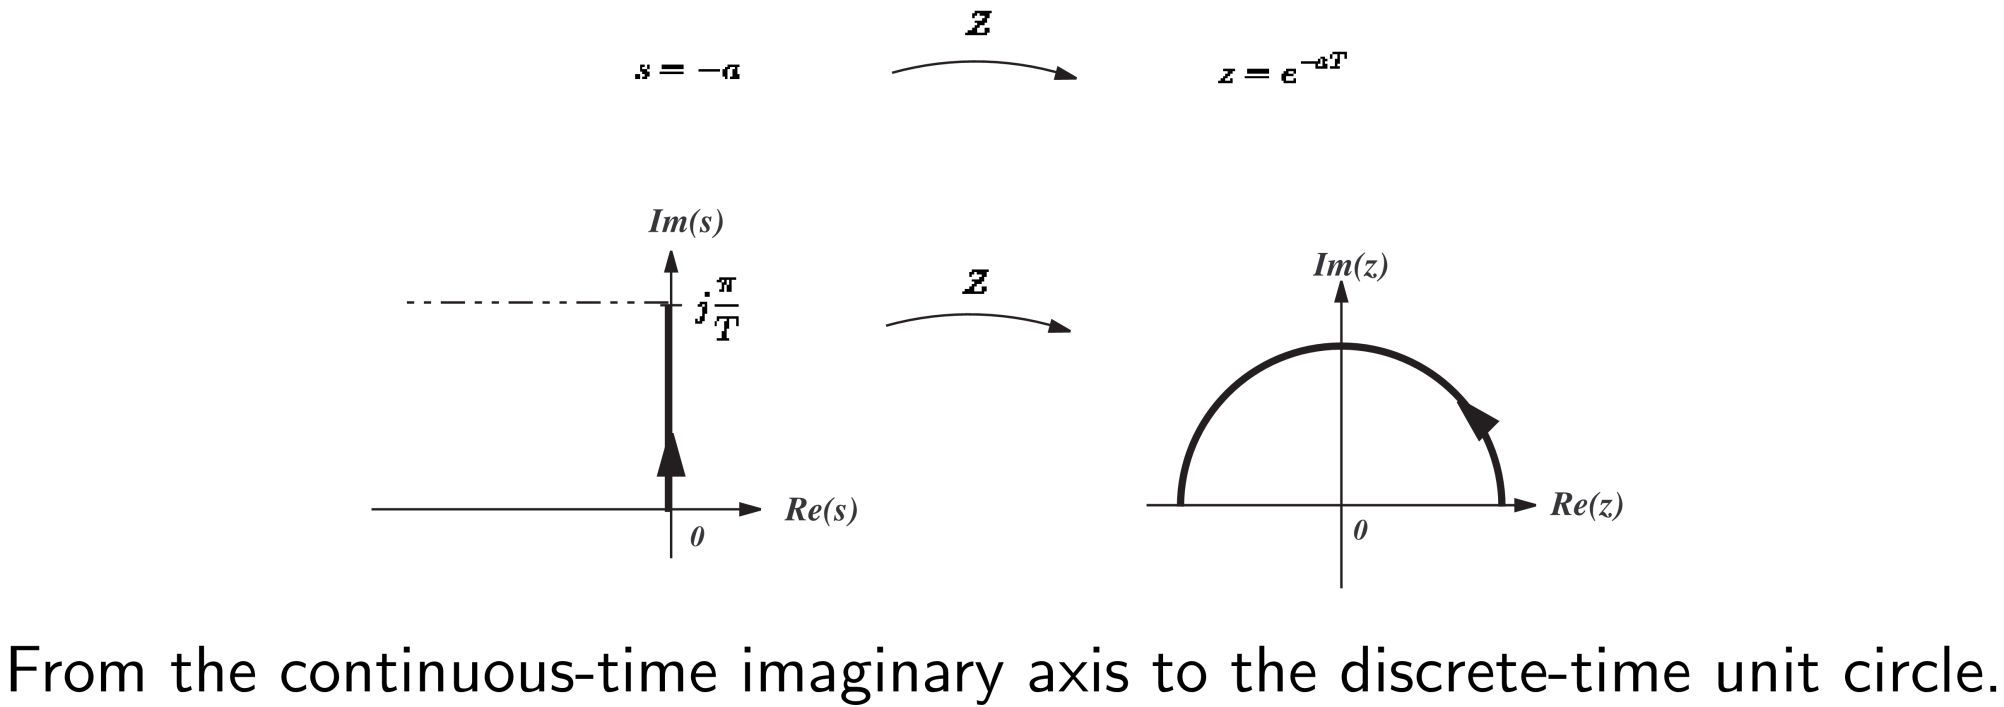 Z
s = −a
z = e^{−aT}
Im(s)
j π/T
Z
Im(z)
Re(s)
0
Re(z)
0
From the continuous-time imaginary axis to the discrete-time unit circle.